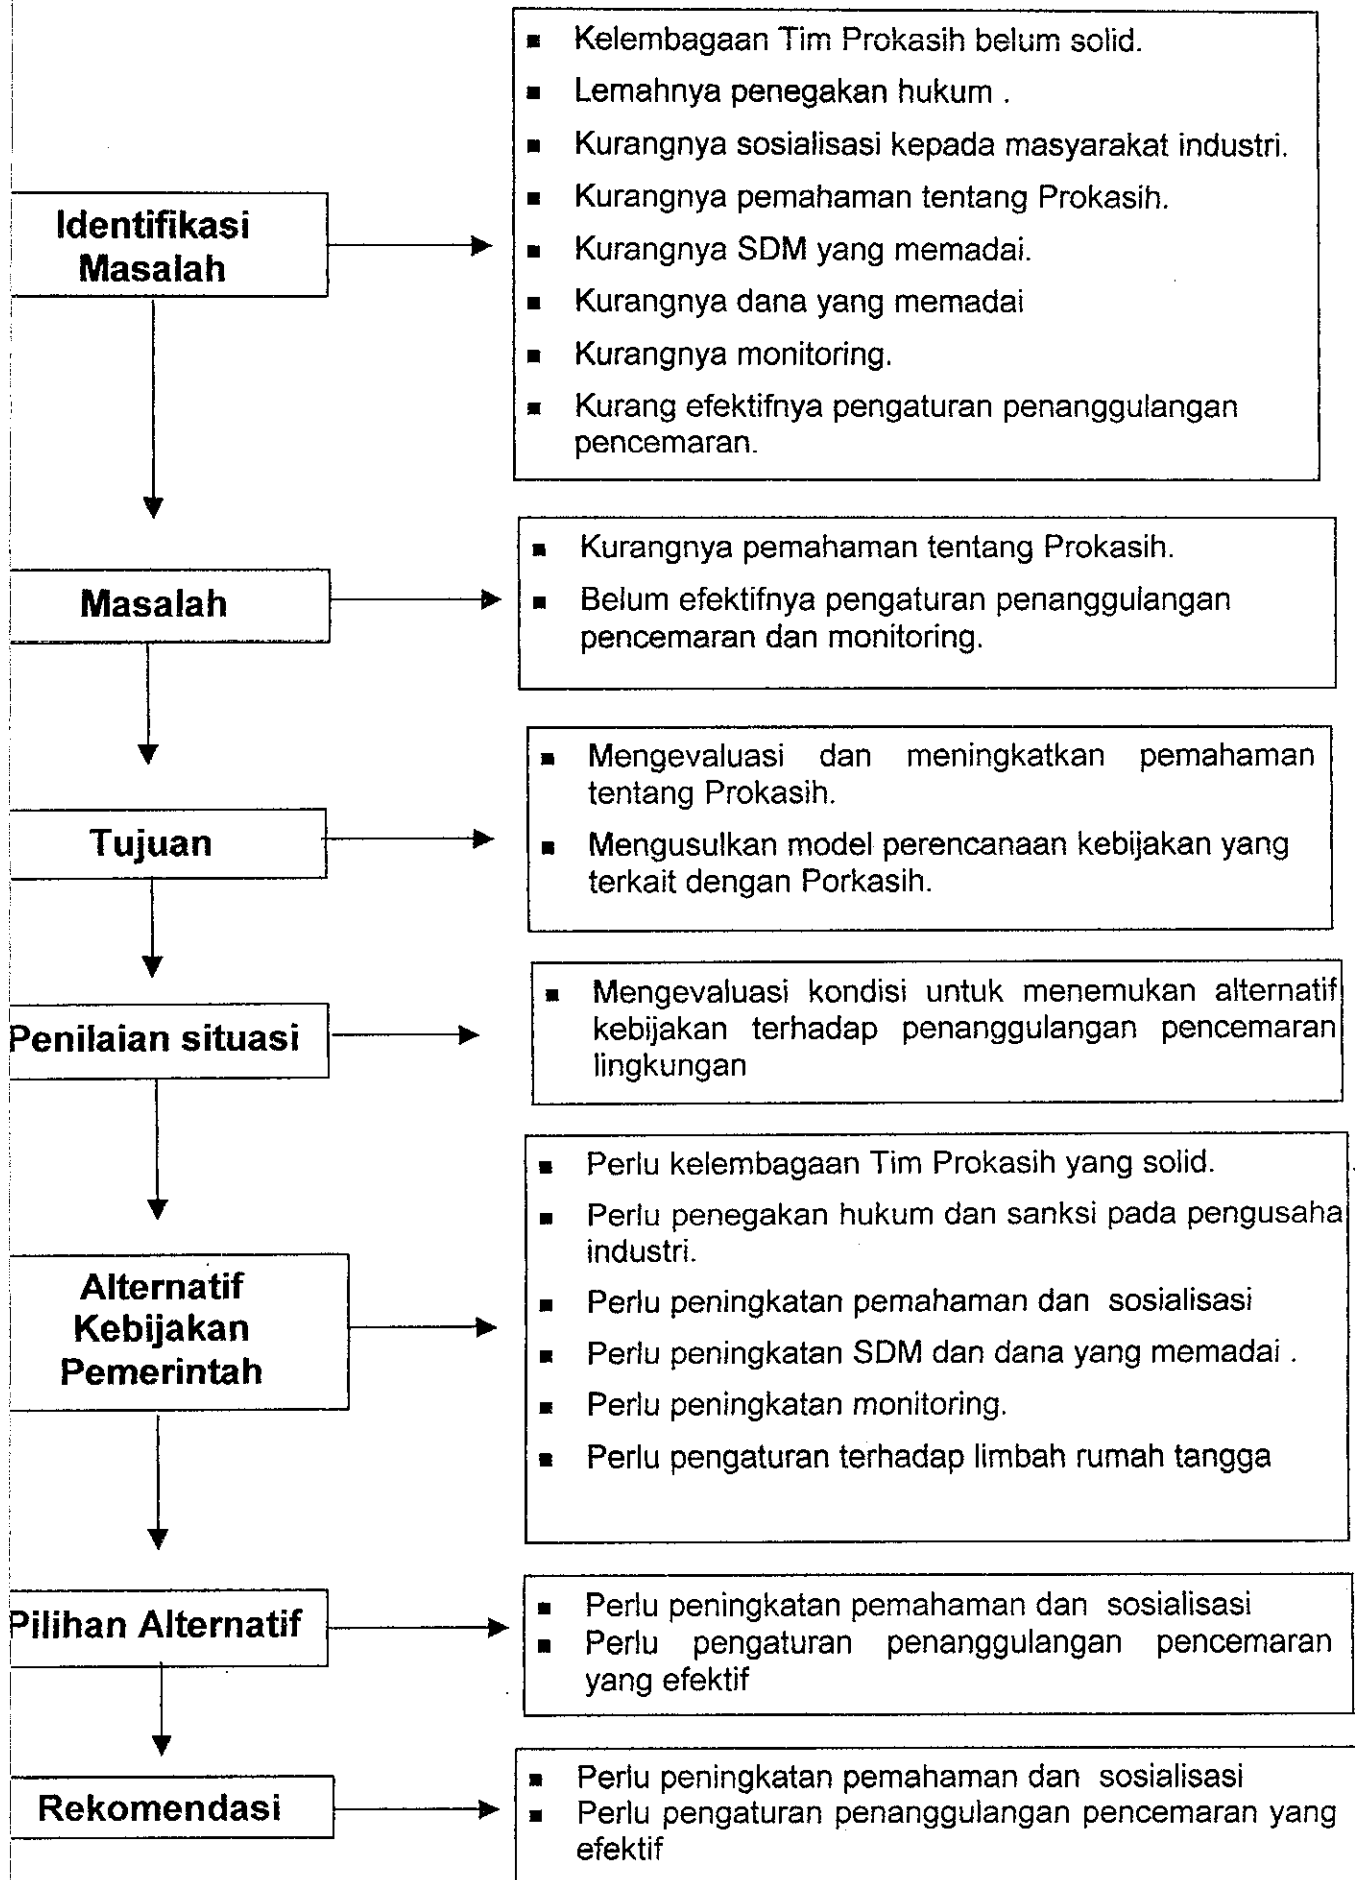 ■ Kelembagaan Tim Prokasih belum solid.
■ Lemahnya penegakan hukum .
■ Kurangnya sosialisasi kepada masyarakat industri.
■ Kurangnya pemahaman tentang Prokasih.
■ Kurangnya SDM yang memadai.
■ Kurangnya dana yang memadai
■ Kurangnya monitoring.
■ Kurang efektifnya pengaturan penanggulangan
pencemaran.
Identifikasi
Masalah
■ Kurangnya pemahaman tentang Prokasih.
■ Belum efektifnya pengaturan penanggulangan
pencemaran dan monitoring.
Masalah
■ Mengevaluasi dan meningkatkan pemahaman
tentang Prokasih.
■ Mengusulkan model perencanaan kebijakan yang
terkait dengan Porkasih.
Tujuan
■ Mengevaluasi kondisi untuk menemukan alternatif
kebijakan terhadap penanggulangan pencemaran
lingkungan
Penilaian situasi
■ Perlu kelembagaan Tim Prokasih yang solid.
■ Perlu penegakan hukum dan sanksi pada pengusaha
industri.
■ Perlu peningkatan pemahaman dan sosialisasi
■ Perlu peningkatan SDM dan dana yang memadai .
■ Perlu peningkatan monitoring.
■ Perlu pengaturan terhadap limbah rumah tangga
Alternatif
Kebijakan
Pemerintah
■ Perlu peningkatan pemahaman dan sosialisasi
■ Perlu pengaturan penanggulangan pencemaran
yang efektif
Pilihan Alternatif
■ Perlu peningkatan pemahaman dan sosialisasi
■ Perlu pengaturan penanggulangan pencemaran yang
efektif
Rekomendasi